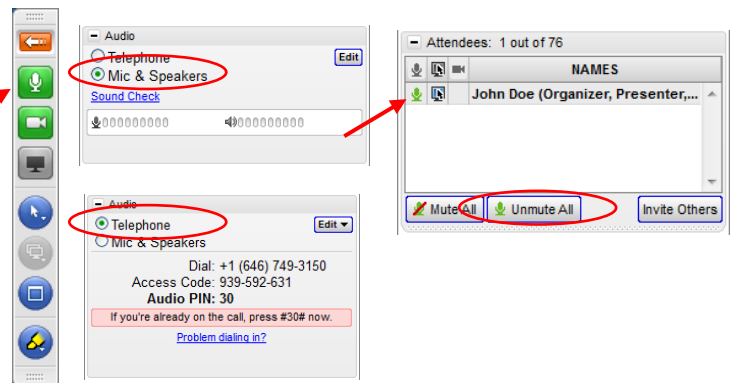 Audio
Telephone
Edit
Mic & Speakers
Sound Check
000000000
000000000
Audio
Telephone
Edit
Mic & Speakers
Dial: +1 (646) 749-3150
Access Code: 939-592-631
Audio PIN: 30
If you're already on the call, press #30# now.
Problem dialing in?
Attendees: 1 out of 76
NAMES
John Doe (Organizer, Presenter,...
Mute All
Unmute All
Invite Others